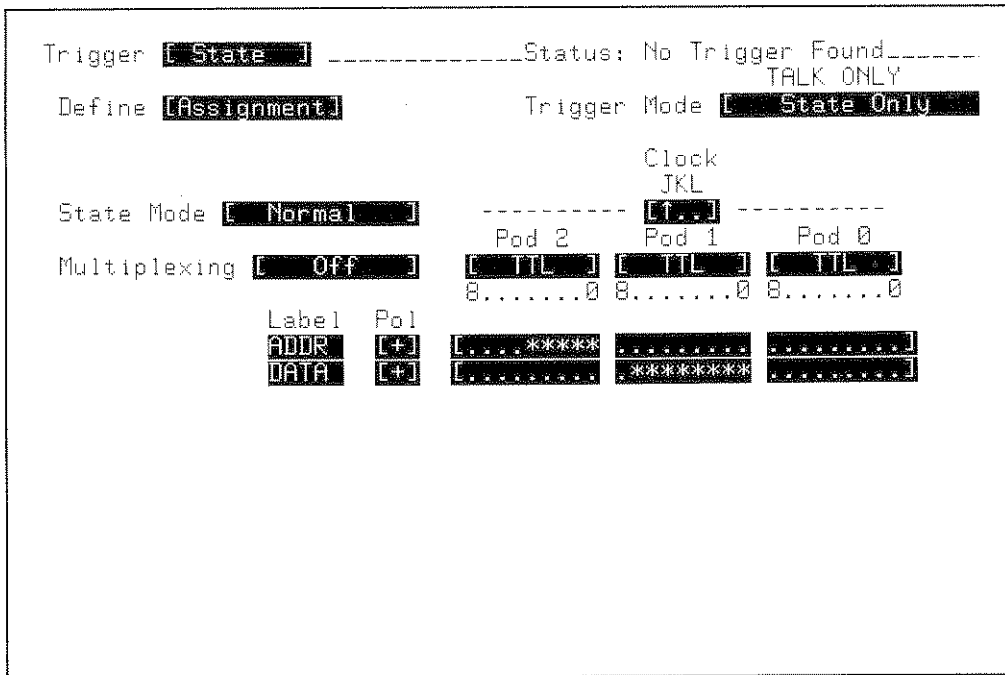 Trigger [ State ] _____________Status: No Trigger Found______
TALK ONLY
Define [Assignment] Trigger Mode [ State Only
Clock
JKL
State Mode [ Normal ] ---------- [↑..] ----------
Pod 2 Pod 1 Pod 0
Multiplexing [ Off ] [ TTL ] [ TTL ] [ TTL ]
8.......0 8.......0 8.......0
Label Pol
ADDR [+] [....***** ......... .........]
DATA [+] [......... .******** .........]